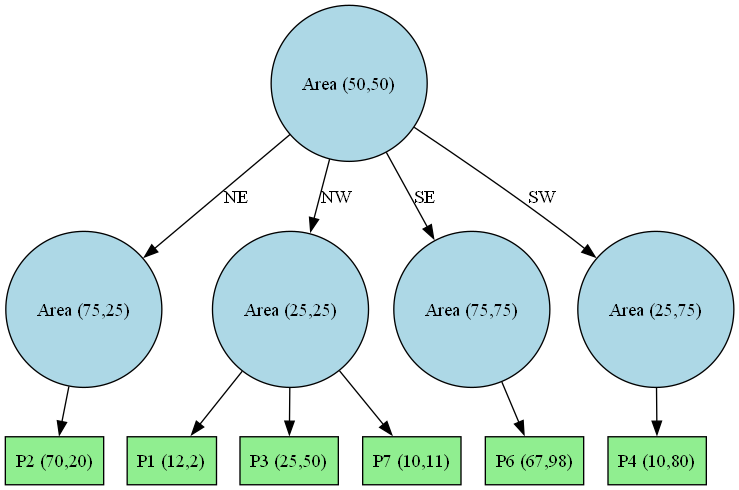 Area (50,50)
NE
NW
SE
SW
Area (75,25)
Area (25,25)
Area (75,75)
Area (25,75)
P2 (70,20)
P1 (12,2)
P3 (25,50)
P7 (10,11)
P6 (67,98)
P4 (10,80)